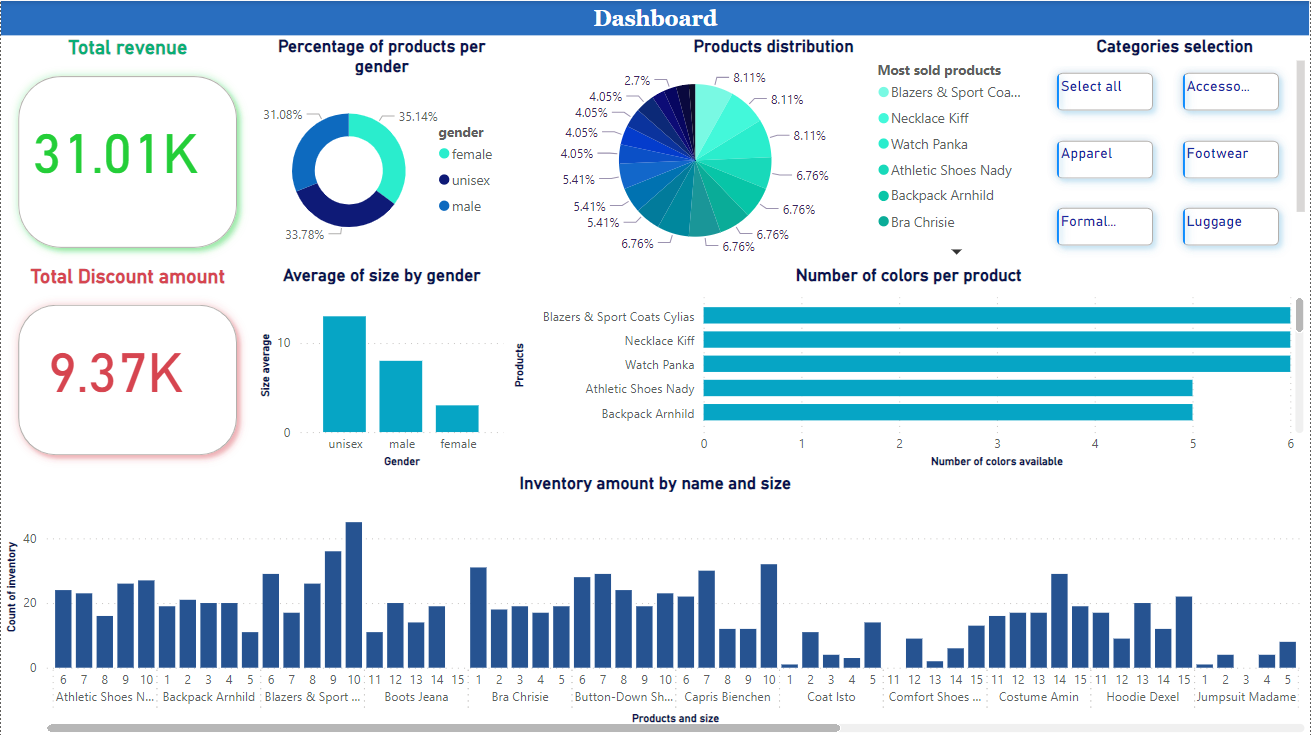 Dashboard
Total revenue
31.01K
Total Discount amount
9.37K
Percentage of products per
gender
31.08%
35.14%
33.78%
gender
female
unisex
male
Products distribution
2.7%
4.05%
4.05%
4.05%
4.05%
5.41%
5.41%
5.41%
6.76%
8.11%
8.11%
8.11%
6.76%
6.76%
6.76%
6.76%
Most sold products
Blazers & Sport Coa...
Necklace Kiff
Watch Panka
Athletic Shoes Nady
Backpack Arnhild
Bra Chrisie
Categories selection
Select all
Accesso...
Apparel
Footwear
Formal...
Luggage
Average of size by gender
Size average
10
0
unisex male female
Gender
Number of colors per product
Products
Blazers & Sport Coats Cylias
Necklace Kiff
Watch Panka
Athletic Shoes Nady
Backpack Arnhild
0 1 2 3 4 5 6
Number of colors available
Inventory amount by name and size
Count of inventory
40
20
0
6 7 8 9 10 1 2 3 4 5 6 7 8 9 10 11 12 13 14 15 1 2 3 4 5 6 7 8 9 10 6 7 8 9 10 1 2 3 4 5 11 12 13 14 15 11 12 13 14 15 11 12 13 14 15 1 2 3 4 5
Athletic Shoes N... Backpack Arnhild Blazers & Sport ... Boots Jeana Bra Chrisie Button-Down Sh... Capris Bienchen Coat Isto Comfort Shoes ... Costume Amin Hoodie Dexel Jumpsuit Madame
Products and size